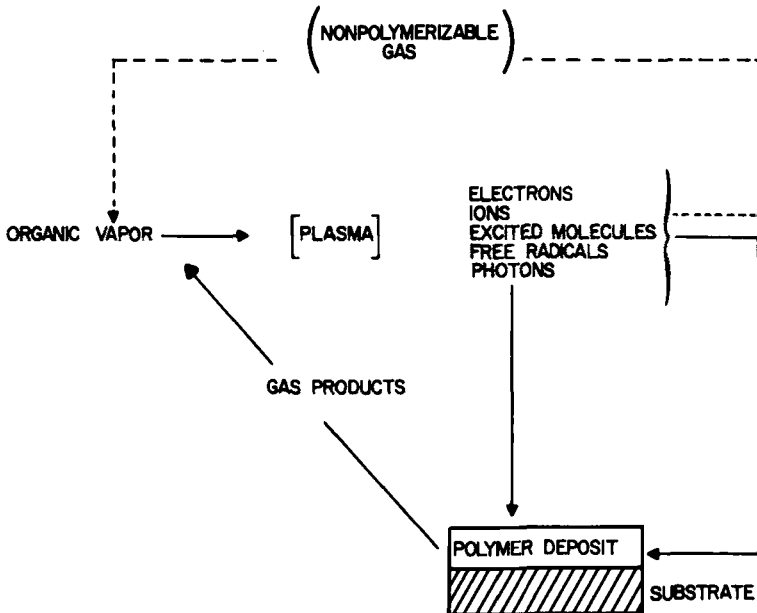 (NONPOLYMERIZABLE
GAS)
ELECTRONS
IONS
ORGANIC VAPOR
[PLASMA]
EXCITED MOLECULES
FREE RADICALS
PHOTONS
GAS PRODUCTS
POLYMER DEPOSIT
SUBSTRATE